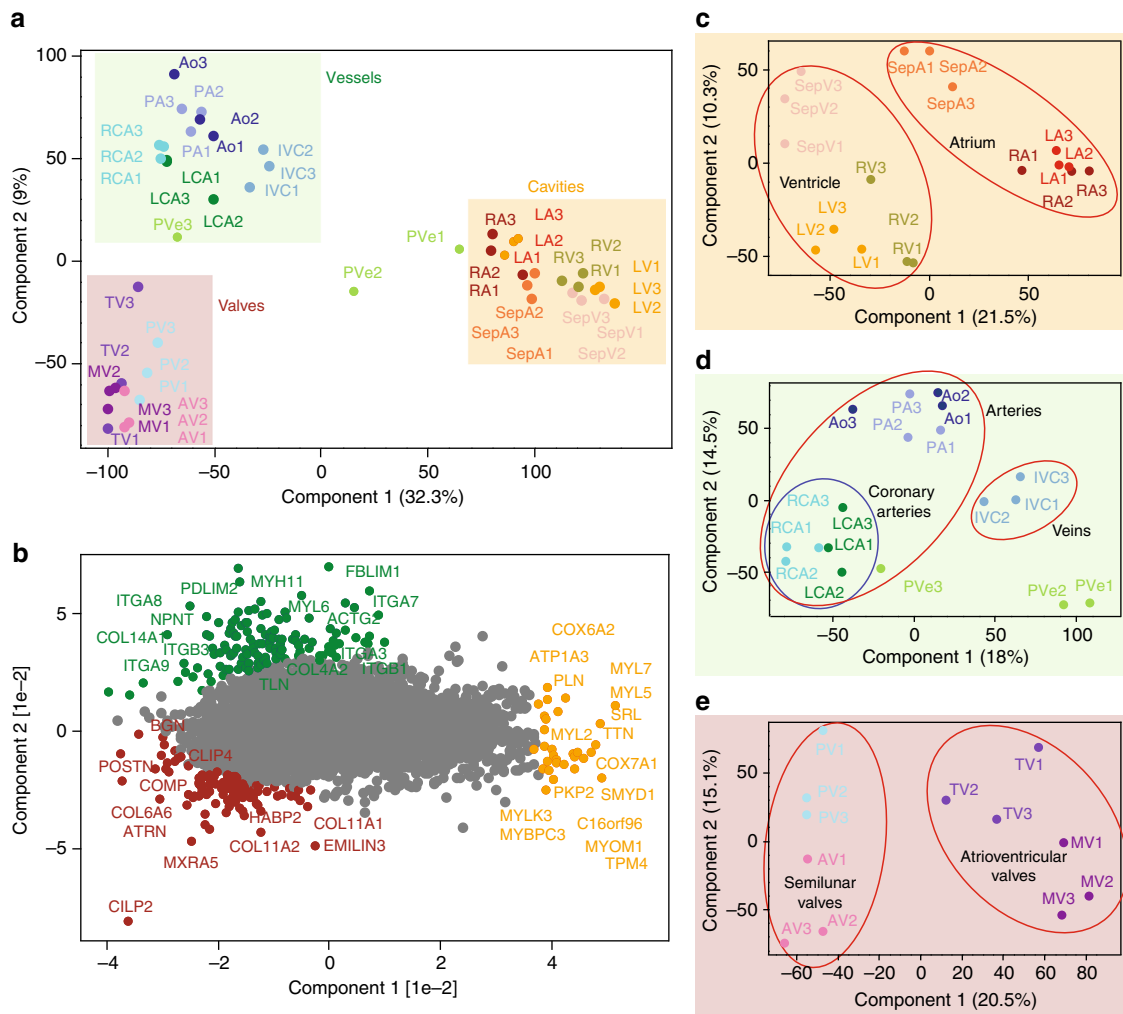 a
Component 2 (9%)
100
50
0
−50
−100
−50
0
50
100
Component 1 (32.3%)
Vessels
Cavities
Valves
Ao3
PA3
PA2
RCA3
Ao2
RCA2
PA1
Ao1
IVC2
RCA1
LCA1
IVC3
LCA3
IVC1
LCA2
PVe3
PVe1
PVe2
RA3
LA3
LA2
RV2
RV3
LA1
RV1
LV1
RA2
LV3
RA1
LV2
SepA2
SepV3
SepA3
SepV1
SepA1
SepV2
TV3
PV3
TV2
PV2
MV2
PV1
MV3
AV3
MV1
AV2
TV1
AV1
b
Component 2 [1e−2]
5
0
−5
−4
−2
0
2
4
Component 1 [1e−2]
PDLIM2
MYH11
FBLIM1
ITGA8
MYL6
ITGA7
NPNT
ACTG2
COL14A1
ITGB3
ITGA3
ITGA9
COL4A2
ITGB1
TLN
COX6A2
ATP1A3
PLN
MYL7
MYL5
SRL
MYL2
TTN
COX7A1
PKP2
SMYD1
MYLK3
MYBPC3
C16orf96
MYOM1
TPM4
BGN
CLIP4
POSTN
COMP
COL6A6
HABP2
ATRN
COL11A1
COL11A2
EMILIN3
MXRA5
CILP2
c
Component 2 (10.3%)
50
0
−50
−50
0
50
Component 1 (21.5%)
SepV3
SepA1
SepA2
SepV2
SepA3
SepV1
Atrium
LA3
RA1
LA2
LA1
RV3
Ventricle
RA2
RA3
LV3
RV2
LV2
RV1
LV1
d
Component 2 (14.5%)
50
0
−50
−50
0
50
100
Component 1 (18%)
Ao2
PA3
Arteries
Ao3
Ao1
PA2
PA1
RCA3
Coronary
arteries
IVC3
RCA1
LCA3
IVC2
IVC1
LCA1
Veins
RCA2
LCA2
PVe3
PVe2
PVe1
e
Component 2 (15.1%)
50
0
−50
−60
−40
−20
0
20
40
60
80
Component 1 (20.5%)
PV1
TV1
PV2
TV2
PV3
TV3
AV1
MV1
Atrioventricular
valves
Semilunar
valves
MV2
MV3
AV3
AV2